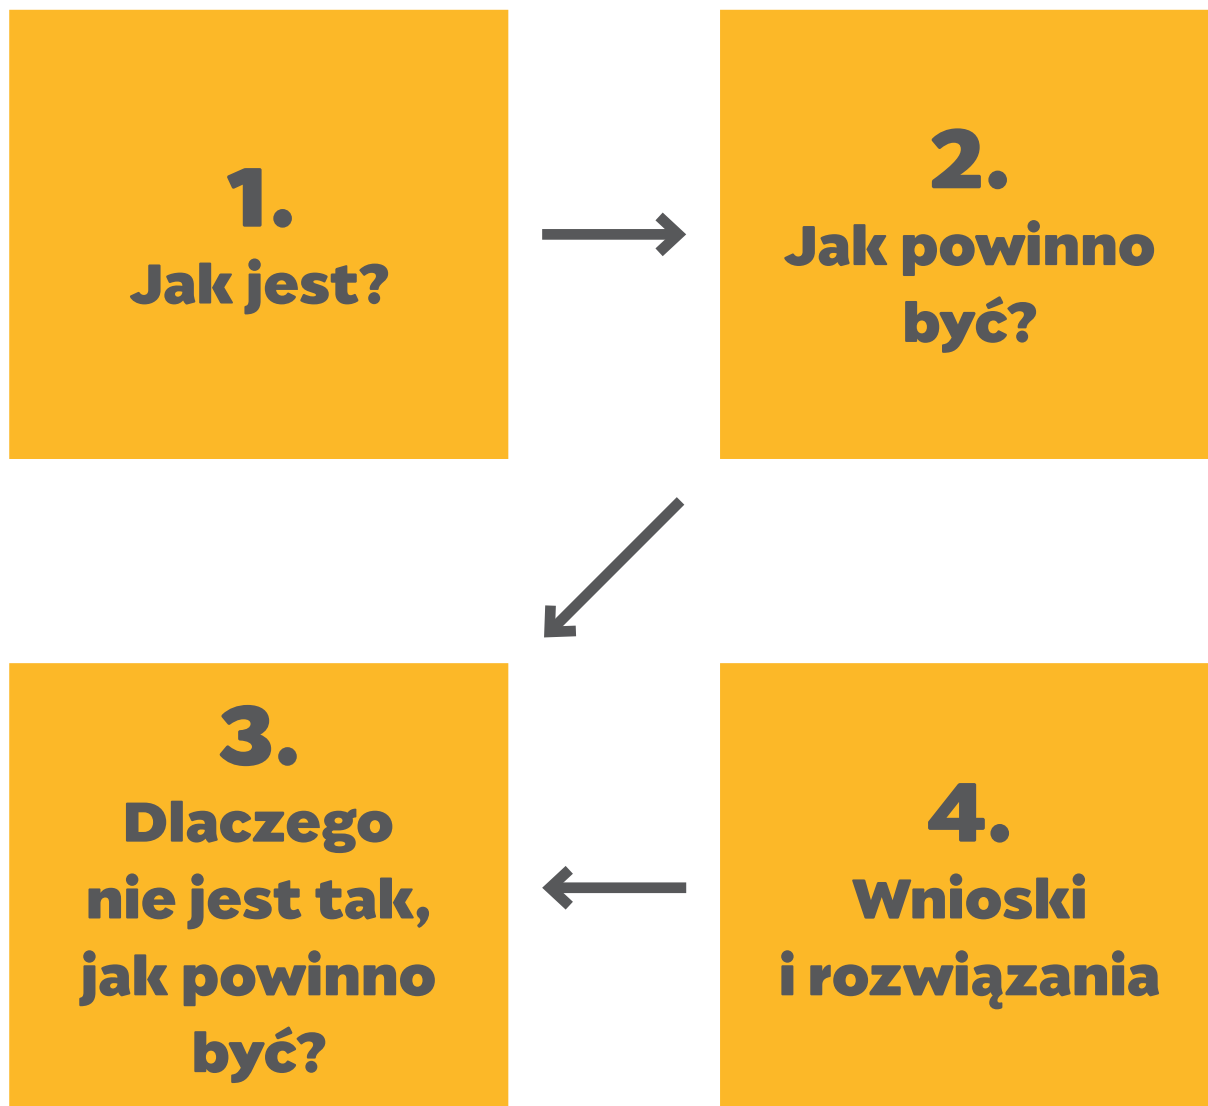 1.
Jak jest?
2.
Jak powinno
być?
3.
Dlaczego
nie jest tak,
jak powinno
być?
4.
Wnioski
i rozwiązania